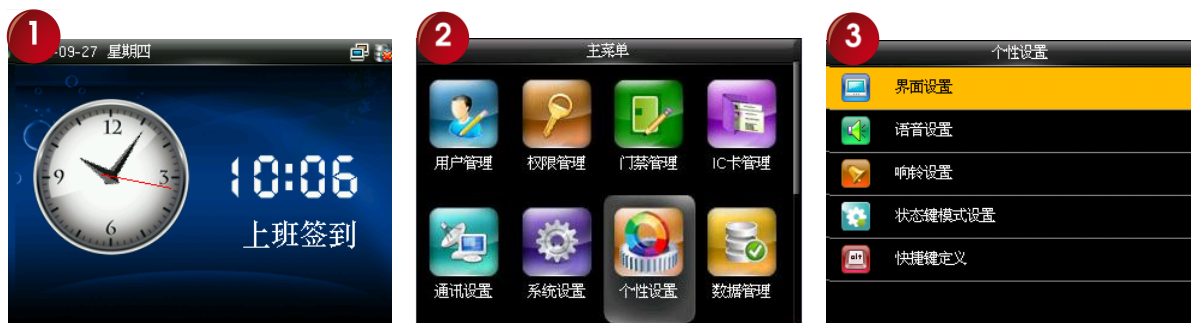 1
-09-27 星期四
12
3
6
9
10:06
上班签到
2
主菜单
用户管理 权限管理 门禁管理 IC卡管理
通讯设置 系统设置 个性设置 数据管理
3
个性设置
界面设置
语音设置
响铃设置
状态键模式设置
alt
快捷键定义